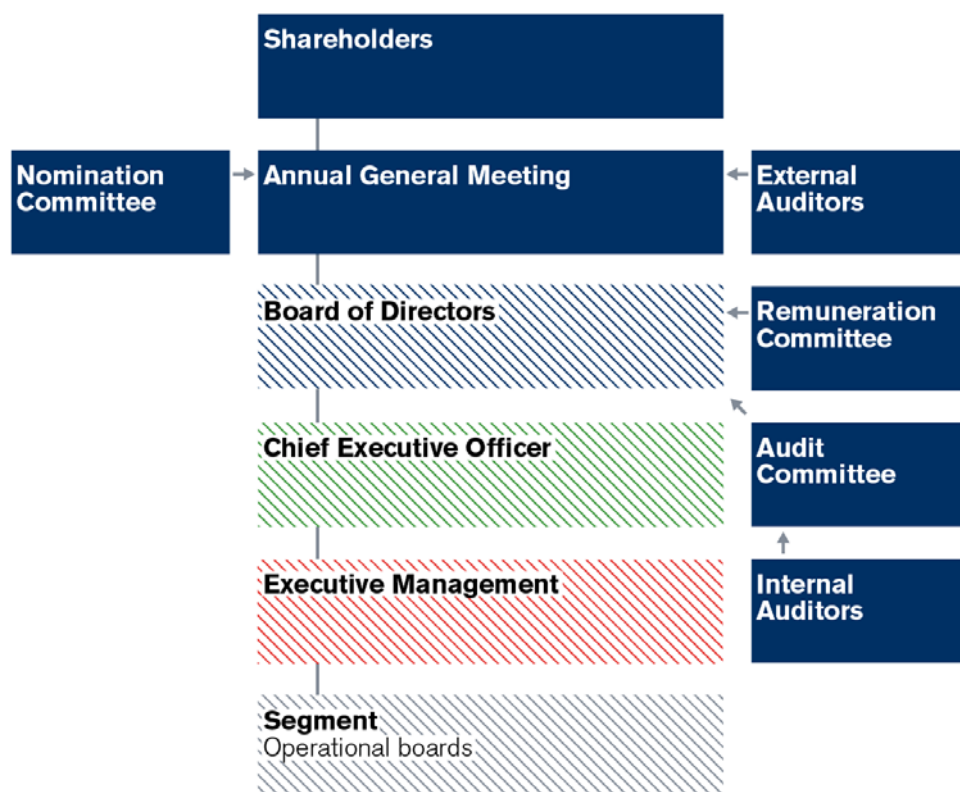 Shareholders
Nomination
Committee
Annual General Meeting
External
Auditors
Board of Directors
Remuneration
Committee
Chief Executive Officer
Audit
Committee
Executive Management
Internal
Auditors
Segment
Operational boards